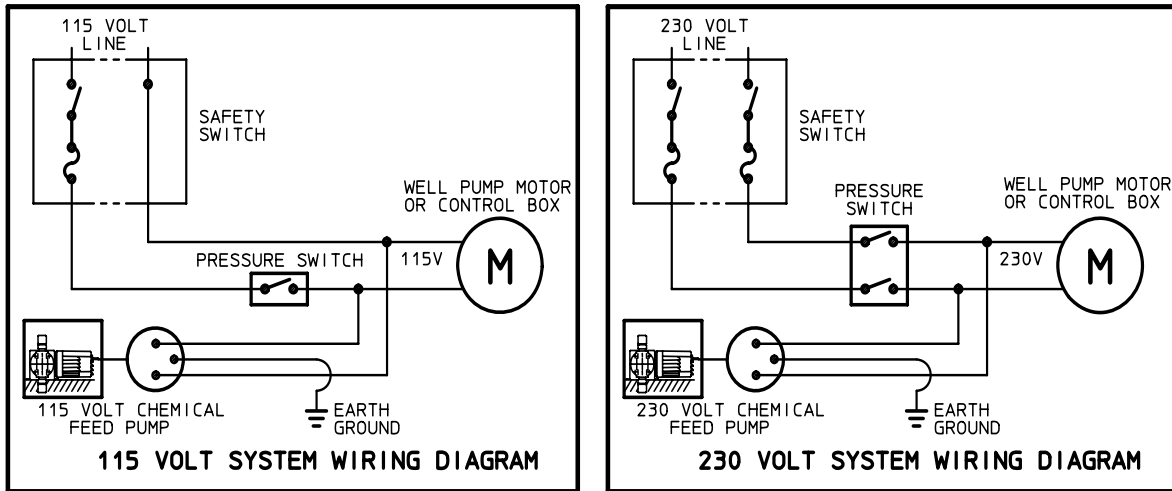 115 VOLT
LINE
SAFETY
SWITCH
WELL PUMP MOTOR
OR CONTROL BOX
PRESSURE SWITCH
115V
M
115 VOLT CHEMICAL
FEED PUMP
EARTH
GROUND
115 VOLT SYSTEM WIRING DIAGRAM
230 VOLT
LINE
SAFETY
SWITCH
PRESSURE
SWITCH
WELL PUMP MOTOR
OR CONTROL BOX
230V
M
230 VOLT CHEMICAL
FEED PUMP
EARTH
GROUND
230 VOLT SYSTEM WIRING DIAGRAM